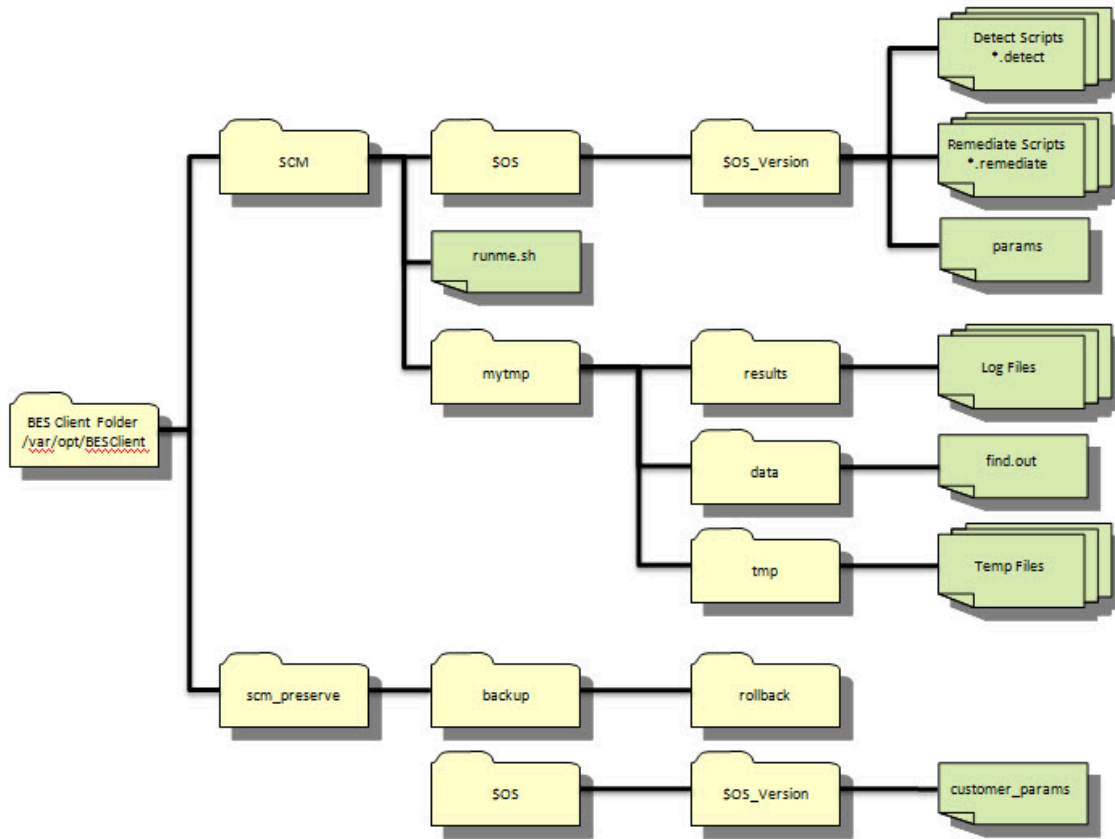 Detect Scripts
*.detect
SCM
$OS
$OS_Version
Remediate Scripts
*.remediate
runme.sh
params
mytmp
results
Log Files
BES Client Folder
/var/opt/BESClient
data
find.out
tmp
Temp Files
scm_preserve
backup
rollback
$OS
$OS_Version
customer_params